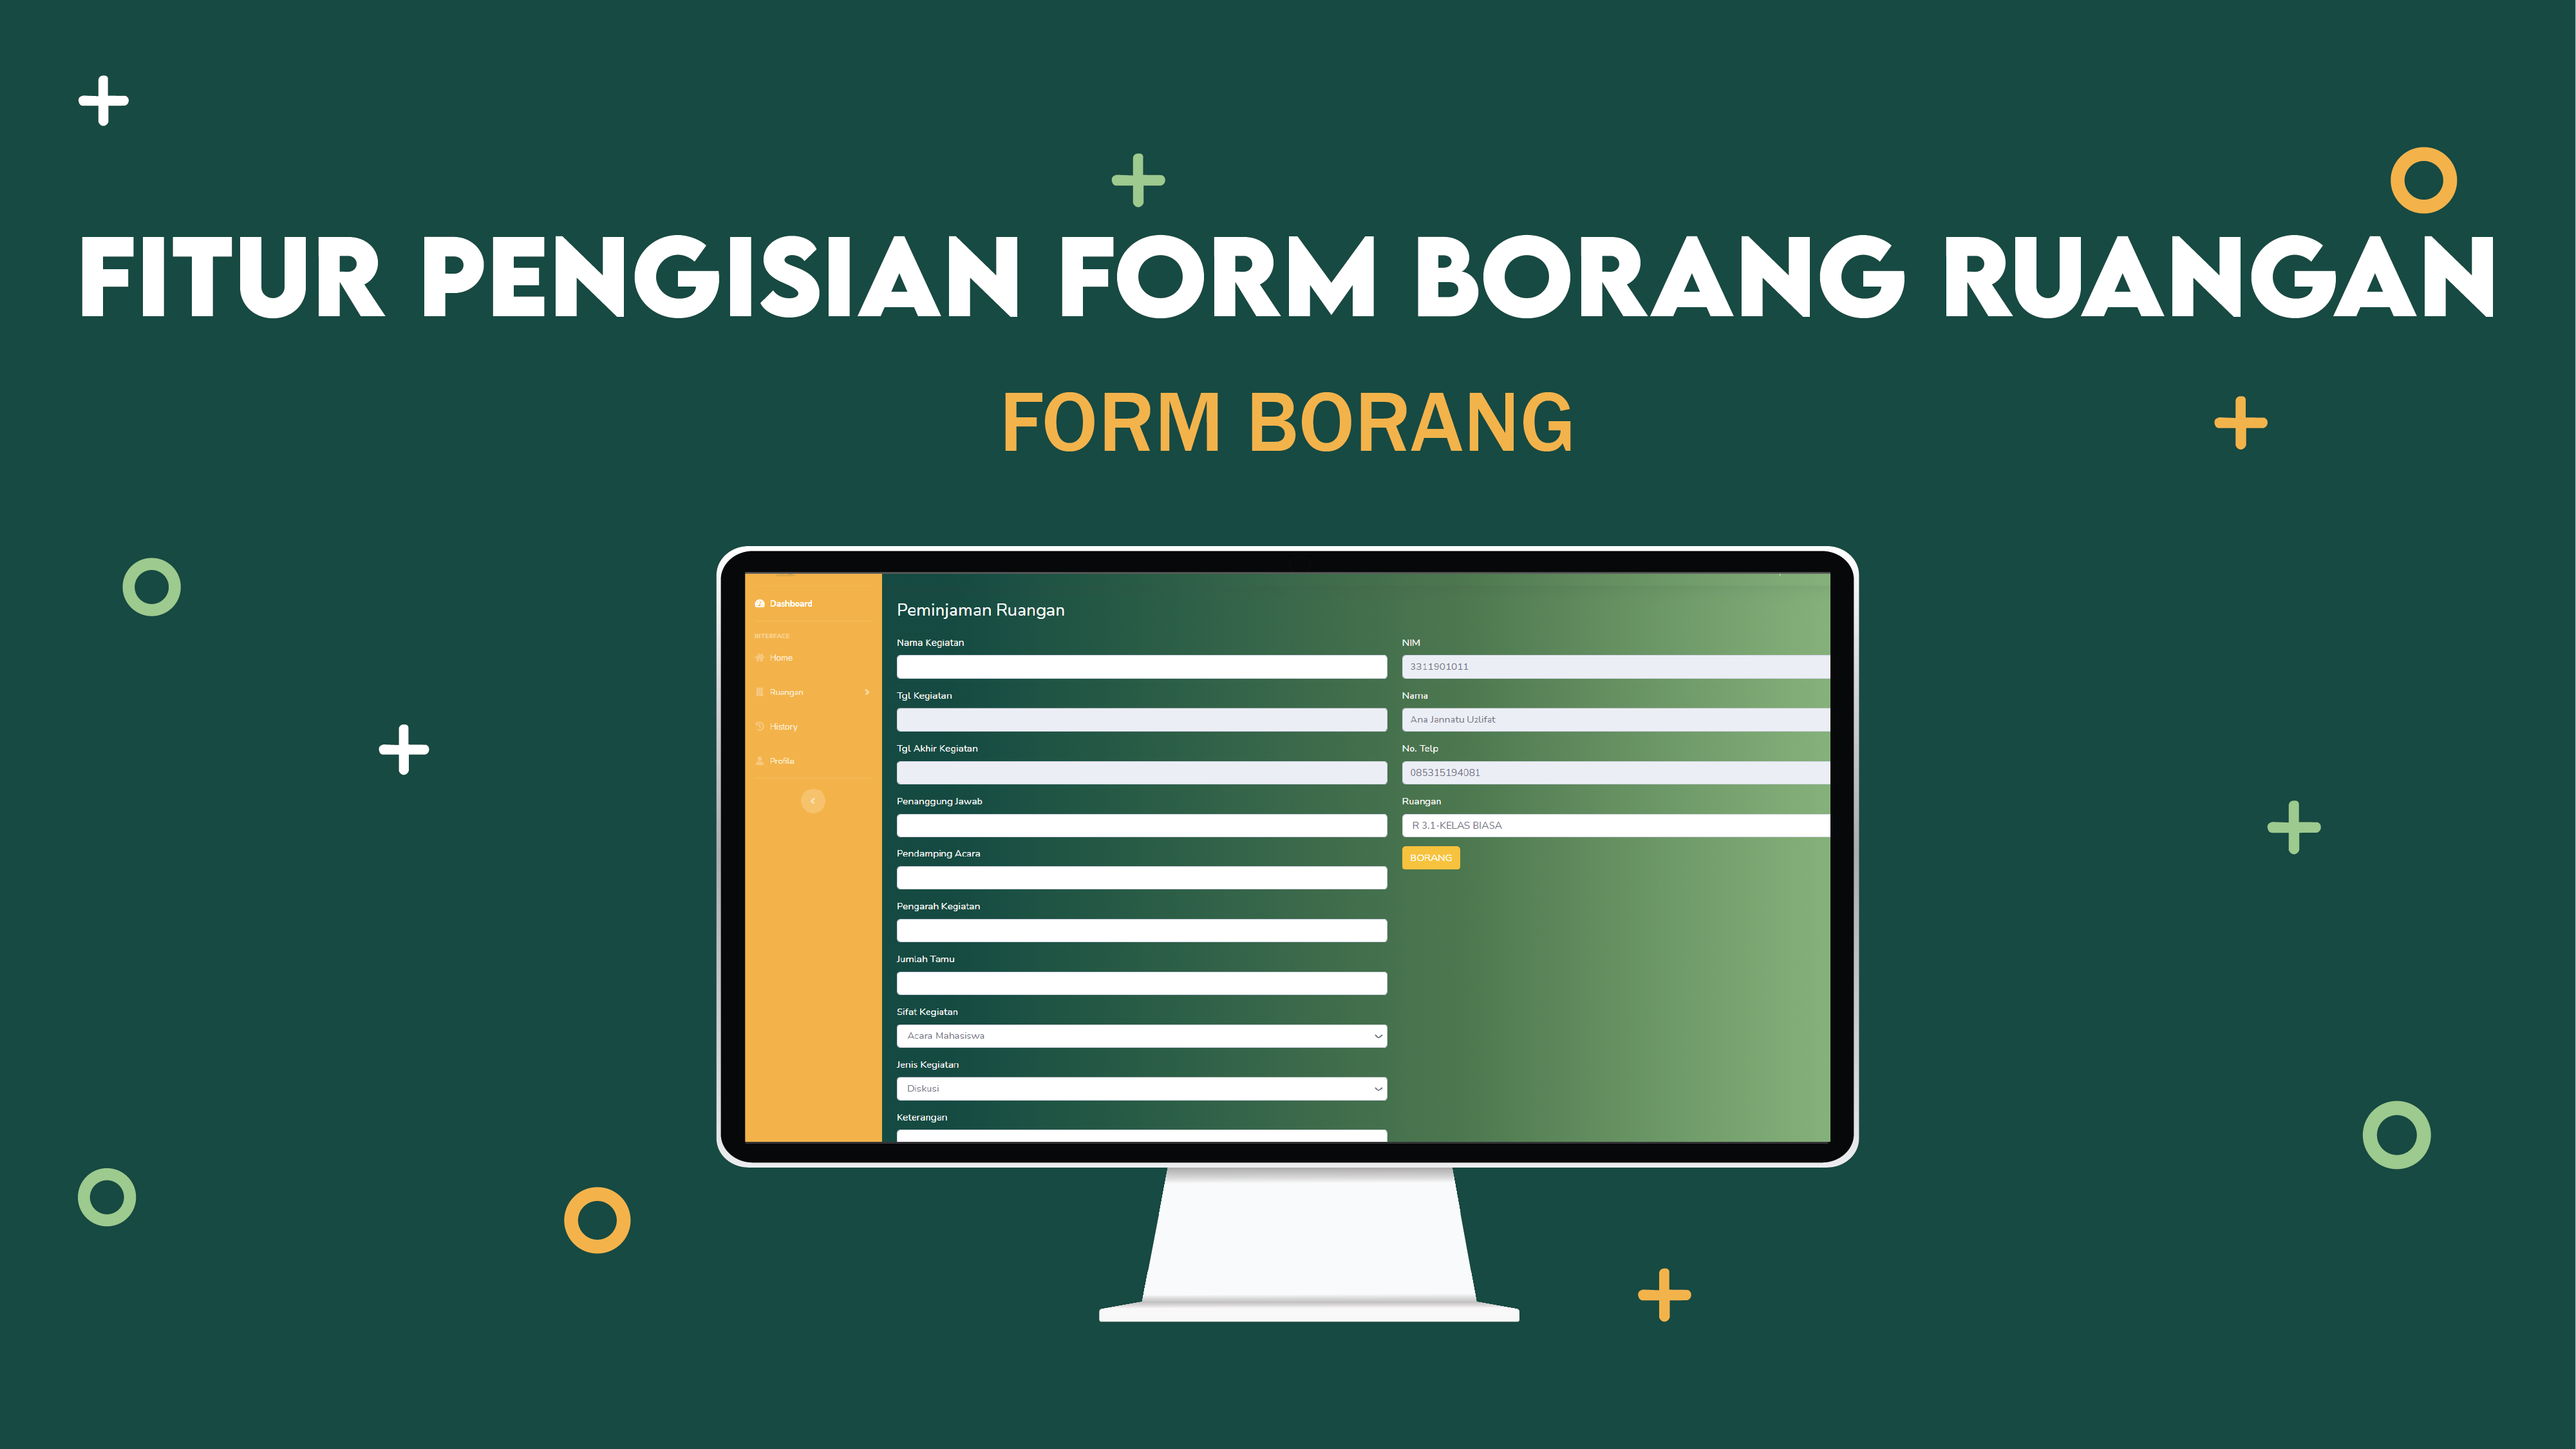 FITUR PENGISIAN FORM BORANG RUANGAN
FORM BORANG
Dashboard
INTERFACE
Home
Ruangan
History
Profile
Peminjaman Ruangan
Nama Kegiatan
Tgl Kegiatan
Tgl Akhir Kegiatan
Penanggung Jawab
Pendamping Acara
Pengarah Kegiatan
Jumlah Tamu
Sifat Kegiatan
Acara Mahasiswa
Jenis Kegiatan
Diskusi
Keterangan
NIM
3311901011
Nama
Ana Jannatu Uzlifat
No. Telp
085315194081
Ruangan
R 3.1-KELAS BIASA
BORANG